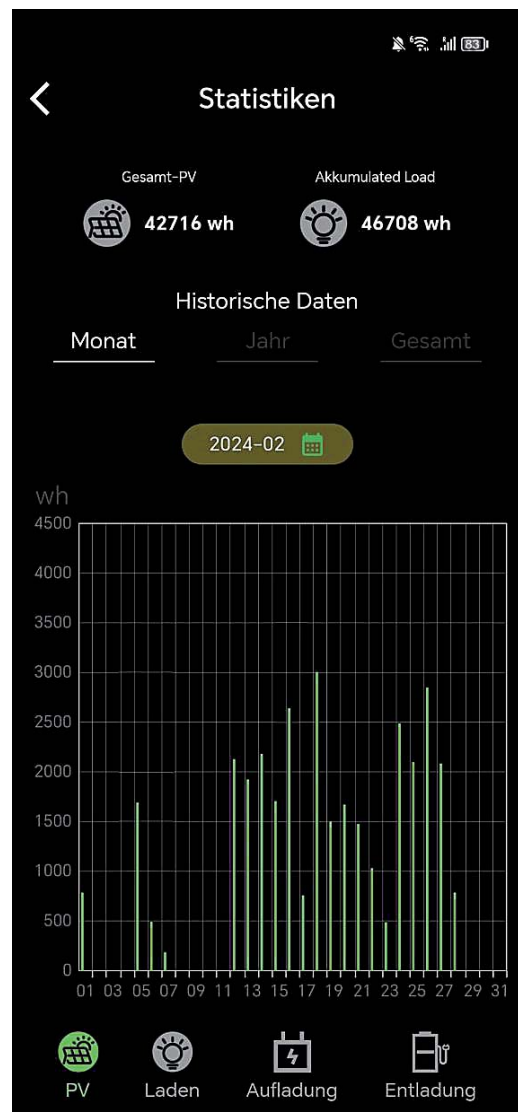 83
Statistiken
Gesamt-PV Akkumulated Load
42716 wh 46708 wh
Historische Daten
Monat Jahr Gesamt
2024-02
wh
4500
4000
3500
3000
2500
2000
1500
1000
500
0
01 03 05 07 09 11 13 15 17 19 21 23 25 27 29 31
PV Laden Aufladung Entladung